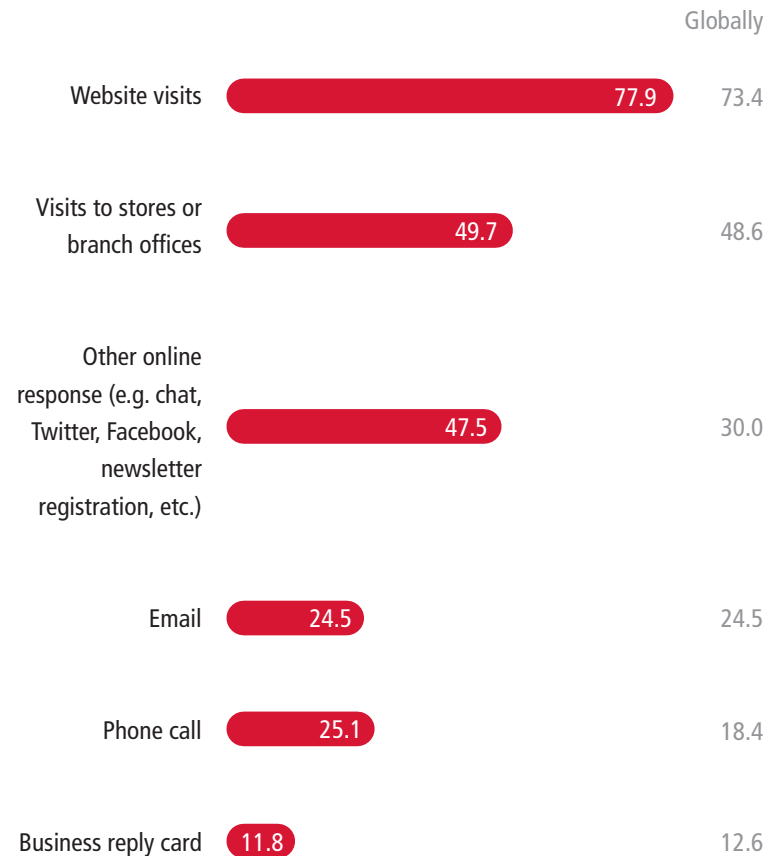 Globally
Website visits 77.9 73.4
Visits to stores or
branch offices
49.7 48.6
Other online
response (e.g. chat,
Twitter, Facebook,
newsletter
registration, etc.)
47.5 30.0
Email 24.5 24.5
Phone call 25.1 18.4
Business reply card 11.8 12.6